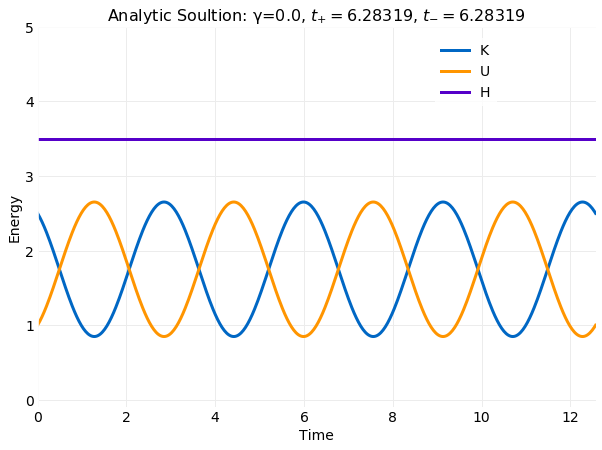 Analytic Soultion: γ=0.0, t₊ = 6.28319, t₋ = 6.28319
K
U
H
Energy
5
4
3
2
1
0
0 2 4 6 8 10 12
Time